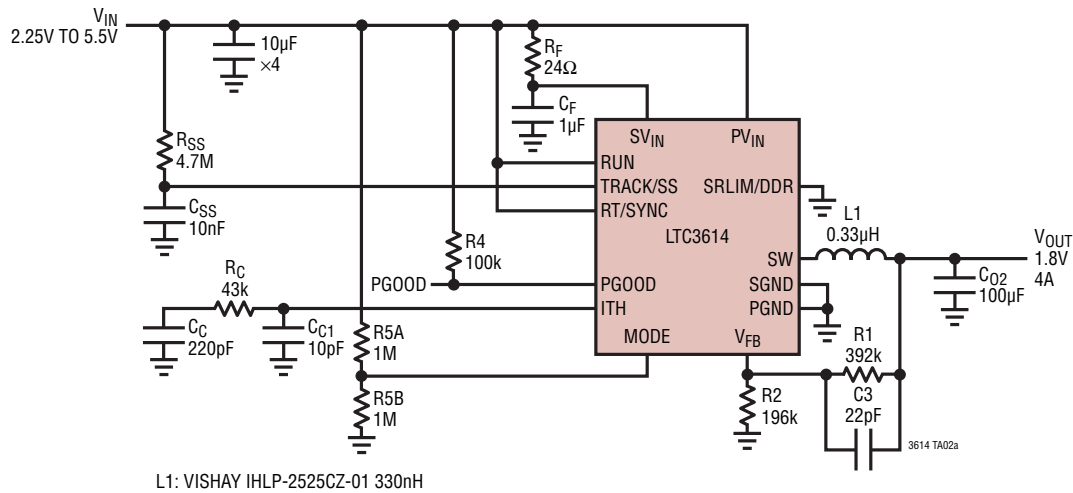 VIN
2.25V TO 5.5V
10µF
×4
RF
24Ω
CF
1µF
RSS
4.7M
CSS
10nF
RC
43k
CC
220pF
CC1
10pF
R4
100k
PGOOD
R5A
1M
R5B
1M
SVIN
PVIN
RUN
TRACK/SS
SRLIM/DDR
RT/SYNC
LTC3614
SW
PGOOD
SGND
ITH
PGND
MODE
VFB
L1
0.33µH
VOUT
1.8V
4A
CO2
100µF
R1
392k
C3
22pF
R2
196k
3614 TA02a
L1: VISHAY IHLP-2525CZ-01 330nH